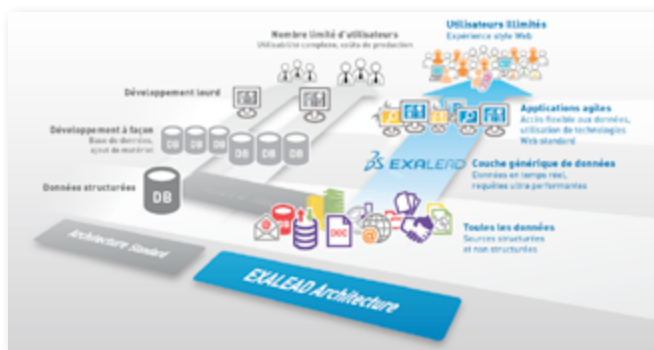 Nombre limité d'utilisateurs
Utilisabilité complexe, coûts de production
Utilisateurs Illimités
Expérience style Web
Développement lourd
Applications agiles
Accès flexible aux données,
utilisation de technologies
Web standard
Développement à façon
Base de données,
ajout de matériel
DB DB DB DB DB DB
EXALEAD
Couche générique de données
Données en temps réel,
requêtes ultra performantes
Données structurées
DB
DB
DOC
@
Toutes les données
Sources structurées
et non structurées
Architecture Standard
EXALEAD Architecture